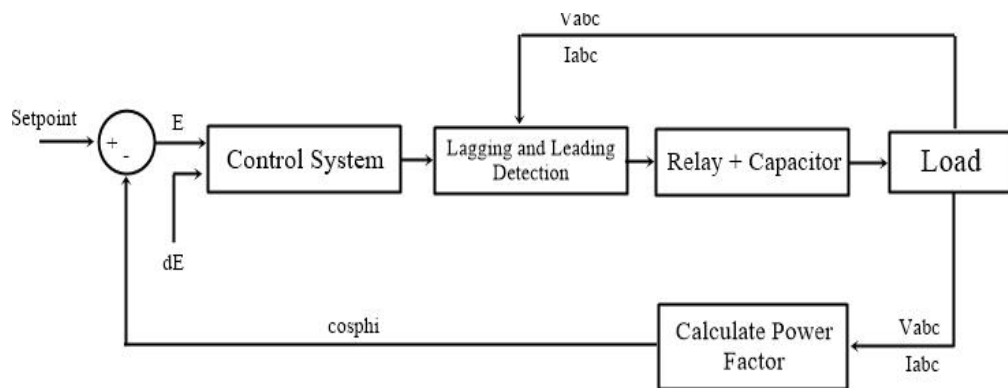 Vabc
Iabc
Setpoint
E
+
-
Control System
Lagging and Leading
Detection
Relay + Capacitor
Load
dE
cosphi
Calculate Power
Factor
Vabc
Iabc